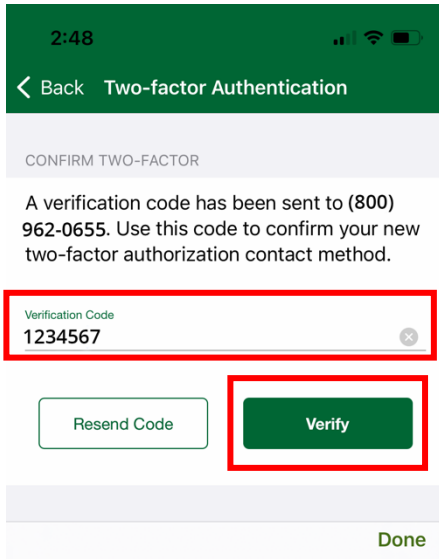 2:48
Back Two-factor Authentication
CONFIRM TWO-FACTOR
A verification code has been sent to (800)
962-0655. Use this code to confirm your new
two-factor authorization contact method.
Verification Code
1234567
Resend Code Verify
Done